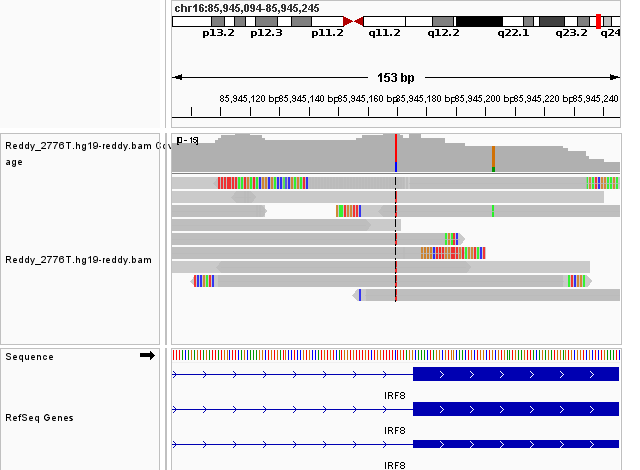 chr16:85,945,094-85,945,245
p13.2 p12.3 p11.2 q11.2 q12.2 q22.1 q23.2 q24
153 bp
85,945,120 bp 85,945,140 bp 85,945,160 bp 85,945,180 bp 85,945,200 bp 85,945,220 bp 85,945,240
Reddy_2776T.hg19-reddy.bam Cov
age
Reddy_2776T.hg19-reddy.bam
Sequence
IRF8
RefSeq Genes
IRF8
IRF8